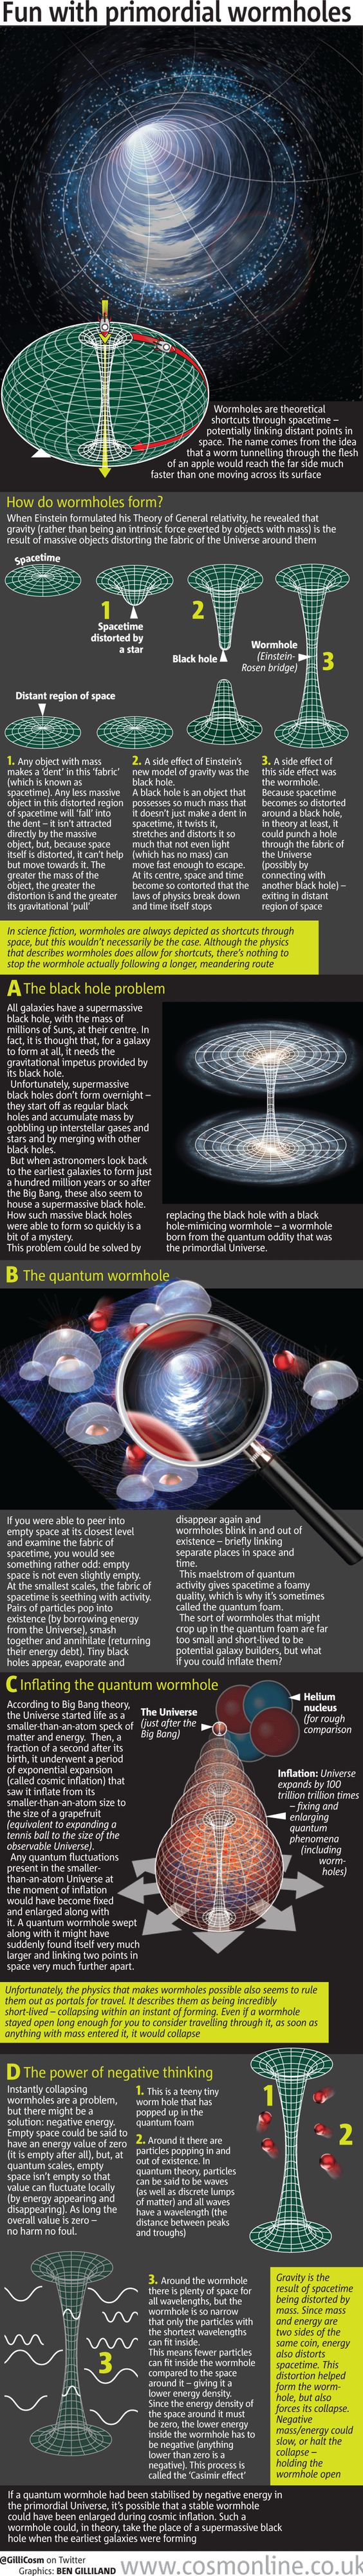 Fun with primordial wormholes
Wormholes are theoretical
shortcuts through spacetime –
potentially linking distant points in
space. The name comes from the idea
that a worm tunnelling through the flesh
of an apple would reach the far side much
faster than one moving across its surface
How do wormholes form?
When Einstein formulated his Theory of General relativity, he revealed that
gravity (rather than being an intrinsic force exerted by objects with mass) is the
result of massive objects distorting the fabric of the Universe around them
Spacetime
1
Spacetime
distorted by
a star
2
Black hole
Wormhole
(Einstein-
Rosen bridge)
3
Distant region of space
1. Any object with mass
makes a ‘dent’ in this ‘fabric’
(which is known as
spacetime). Any less massive
object in this distorted region
of spacetime will ‘fall’ into
the dent – it isn’t attracted
directly by the massive
object, but, because space
itself is distorted, it can’t help
but move towards it. The
greater the mass of the
object, the greater the
distortion is and the greater
its gravitational ‘pull’
2. A side effect of Einstein’s
new model of gravity was the
black hole.
A black hole is an object that
possesses so much mass that
it doesn’t just make a dent in
spacetime, it twists it,
stretches and distorts it so
much that not even light
(which has no mass) can
move fast enough to escape.
At its centre, space and time
become so contorted that the
laws of physics break down
and time itself stops
3. A side effect of
this side effect was
the wormhole.
Because spacetime
becomes so distorted
around a black hole,
in theory at least, it
could punch a hole
through the fabric of
the Universe
(possibly by
connecting with
another black hole) –
exiting in distant
region of space
In science fiction, wormholes are always depicted as shortcuts through
space, but this wouldn’t necessarily be the case. Although the physics
that describes wormholes does allow for shortcuts, there’s nothing to
stop the wormhole actually following a longer, meandering route
A The black hole problem
All galaxies have a supermassive
black hole, with the mass of
millions of Suns, at their centre. In
fact, it is thought that, for a galaxy
to form at all, it needs the
gravitational impetus provided by
its black hole.
Unfortunately, supermassive
black holes don’t form overnight –
they start off as regular black
holes and accumulate mass by
gobbling up interstellar gases and
stars and by merging with other
black holes.
But when astronomers look back
to the earliest galaxies to form just
a hundred million years or so after
the Big Bang, these also seem to
house a supermassive black hole.
How such massive black holes
were able to form so quickly is a
bit of a mystery.
This problem could be solved by
replacing the black hole with a black
hole-mimicing wormhole – a wormhole
born from the quantum oddity that was
the primordial Universe.
B The quantum wormhole
If you were able to peer into
empty space at its closest level
and examine the fabric of
spacetime, you would see
something rather odd: empty
space is not even slightly empty.
At the smallest scales, the fabric of
spacetime is seething with activity.
Pairs of particles pop into
existence (by borrowing energy
from the Universe), smash
together and annihilate (returning
their energy debt). Tiny black
holes appear, evaporate and
disappear again and
wormholes blink in and out of
existence – briefly linking
separate places in space and
time.
This maelstrom of quantum
activity gives spacetime a foamy
quality, which is why it’s sometimes
called the quantum foam.
The sort of wormholes that might
crop up in the quantum foam are far
too small and short-lived to be
potential galaxy builders, but what
if you could inflate them?
C Inflating the quantum wormhole
According to Big Bang theory,
the Universe started life as a
smaller-than-an-atom speck of
matter and energy. Then, a
fraction of a second after its
birth, it underwent a period
of exponential expansion
(called cosmic inflation) that
saw it inflate from its
smaller-than-an-atom size to
the size of a grapefruit
(equivalent to expanding a
tennis ball to the size of the
observable Universe).
Any quantum fluctuations
present in the smaller-
than-an-atom Universe at
the moment of inflation
would have become fixed
and enlarged along with
it. A quantum wormhole swept
along with it might have
suddenly found itself very much
larger and linking two points in
space very much further apart.
The Universe
(just after the
Big Bang)
Helium
nucleus
(for rough
comparison
Inflation: Universe
expands by 100
trillion trillion times
– fixing and
enlarging
quantum
phenomena
(including
worm-
holes)
Unfortunately, the physics that makes wormholes possible also seems to rule
them out as portals for travel. It describes them as being incredibly
short-lived – collapsing within an instant of forming. Even if a wormhole
stayed open long enough for you to consider travelling through it, as soon as
anything with mass entered it, it would collapse
D The power of negative thinking
Instantly collapsing
wormholes are a problem,
but there might be a
solution: negative energy.
Empty space could be said to
have an energy value of zero
(it is empty after all), but, at
quantum scales, empty
space isn’t empty so that
value can fluctuate locally
(by energy appearing and
disappearing). As long the
overall value is zero –
no harm no foul.
1. This is a teeny tiny
worm hole that has
popped up in the
quantum foam
2. Around it there are
particles popping in and
out of existence. In
quantum theory, particles
can be said to be waves
(as well as discrete lumps
of matter) and all waves
have a wavelength (the
distance between peaks
and troughs)
1
2
3
3. Around the wormhole
there is plenty of space for
all wavelengths, but the
wormhole is so narrow
that only the particles with
the shortest wavelengths
can fit inside.
This means fewer particles
can fit inside the wormhole
compared to the space
around it – giving it a
lower energy density.
Since the energy density of
the space around it must
be zero, the lower energy
inside the wormhole has to
be negative (anything
lower than zero is a
negative). This process is
called the ‘Casimir effect’
Gravity is the
result of spacetime
being distorted by
mass. Since mass
and energy are
two sides of the
same coin, energy
also distorts
spacetime. This
distortion helped
form the worm-
hole, but also
forces its collapse.
Negative
mass/energy could
slow, or halt the
collapse –
holding the
wormhole open
If a quantum wormhole had been stabilised by negative energy in
the primordial Universe, it’s possible that a stable wormhole
could have been enlarged during cosmic inflation. Such a
wormhole could, in theory, take the place of a supermassive black
hole when the earliest galaxies were forming
@GilliCosm on Twitter
Graphics: BEN GILLILAND
www.cosmonline.co.uk